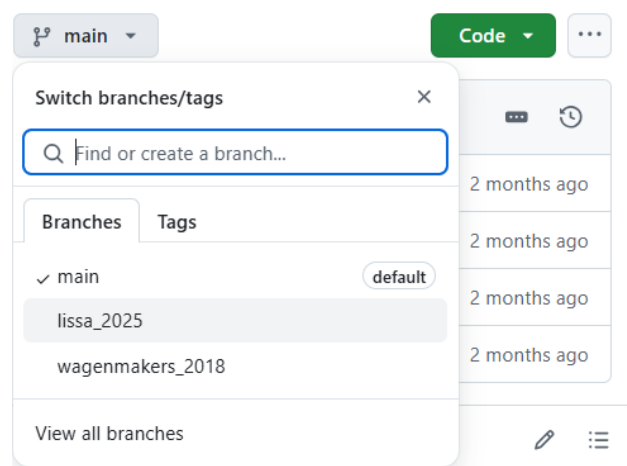 main
Code
Switch branches/tags
Find or create a branch...
Branches
Tags
2 months ago
main
default
2 months ago
lissa_2025
2 months ago
wagenmakers_2018
2 months ago
View all branches